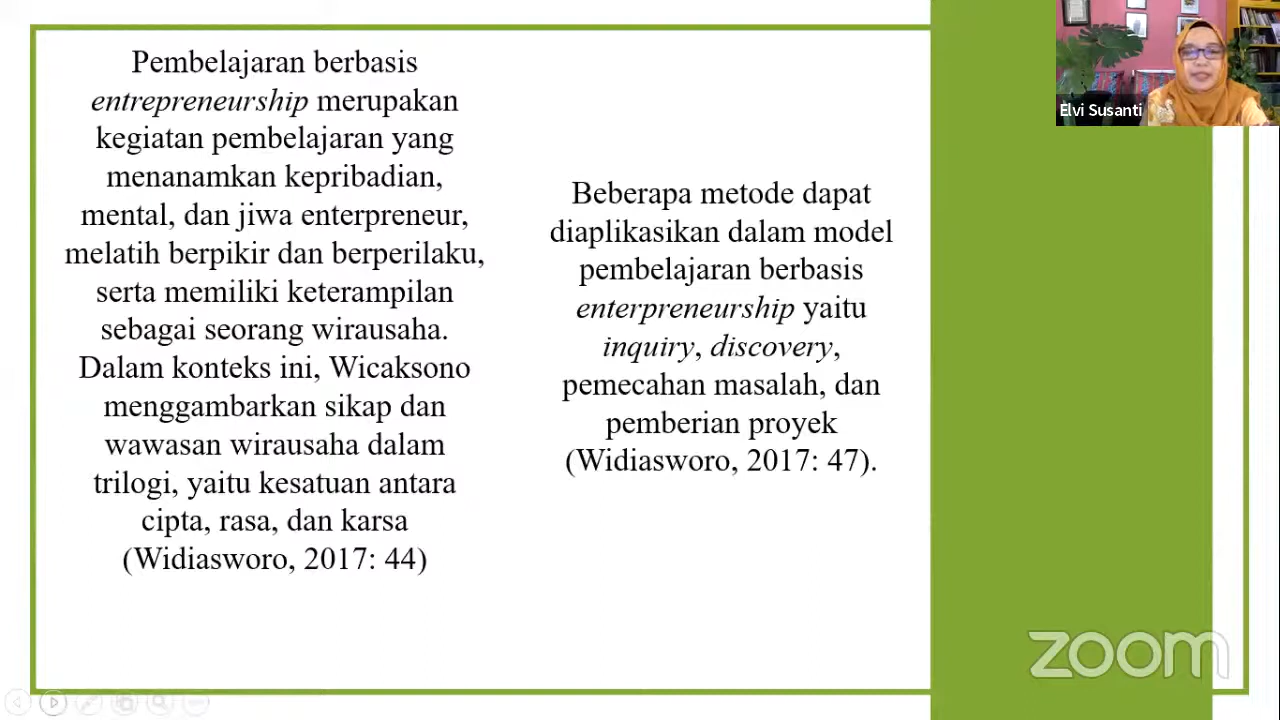 Pembelajaran berbasis
entrepreneurship merupakan
kegiatan pembelajaran yang
menanamkan kepribadian,
mental, dan jiwa enterpreneur,
melatih berpikir dan berperilaku,
serta memiliki keterampilan
sebagai seorang wirausaha.
Dalam konteks ini, Wicaksono
menggambarkan sikap dan
wawasan wirausaha dalam
trilogi, yaitu kesatuan antara
cipta, rasa, dan karsa
(Widiasworo, 2017: 44)
Beberapa metode dapat
diaplikasikan dalam model
pembelajaran berbasis
enterpreneurship yaitu
inquiry, discovery,
pemecahan masalah, dan
pemberian proyek
(Widiasworo, 2017: 47).
Elvi Susanti
zoom